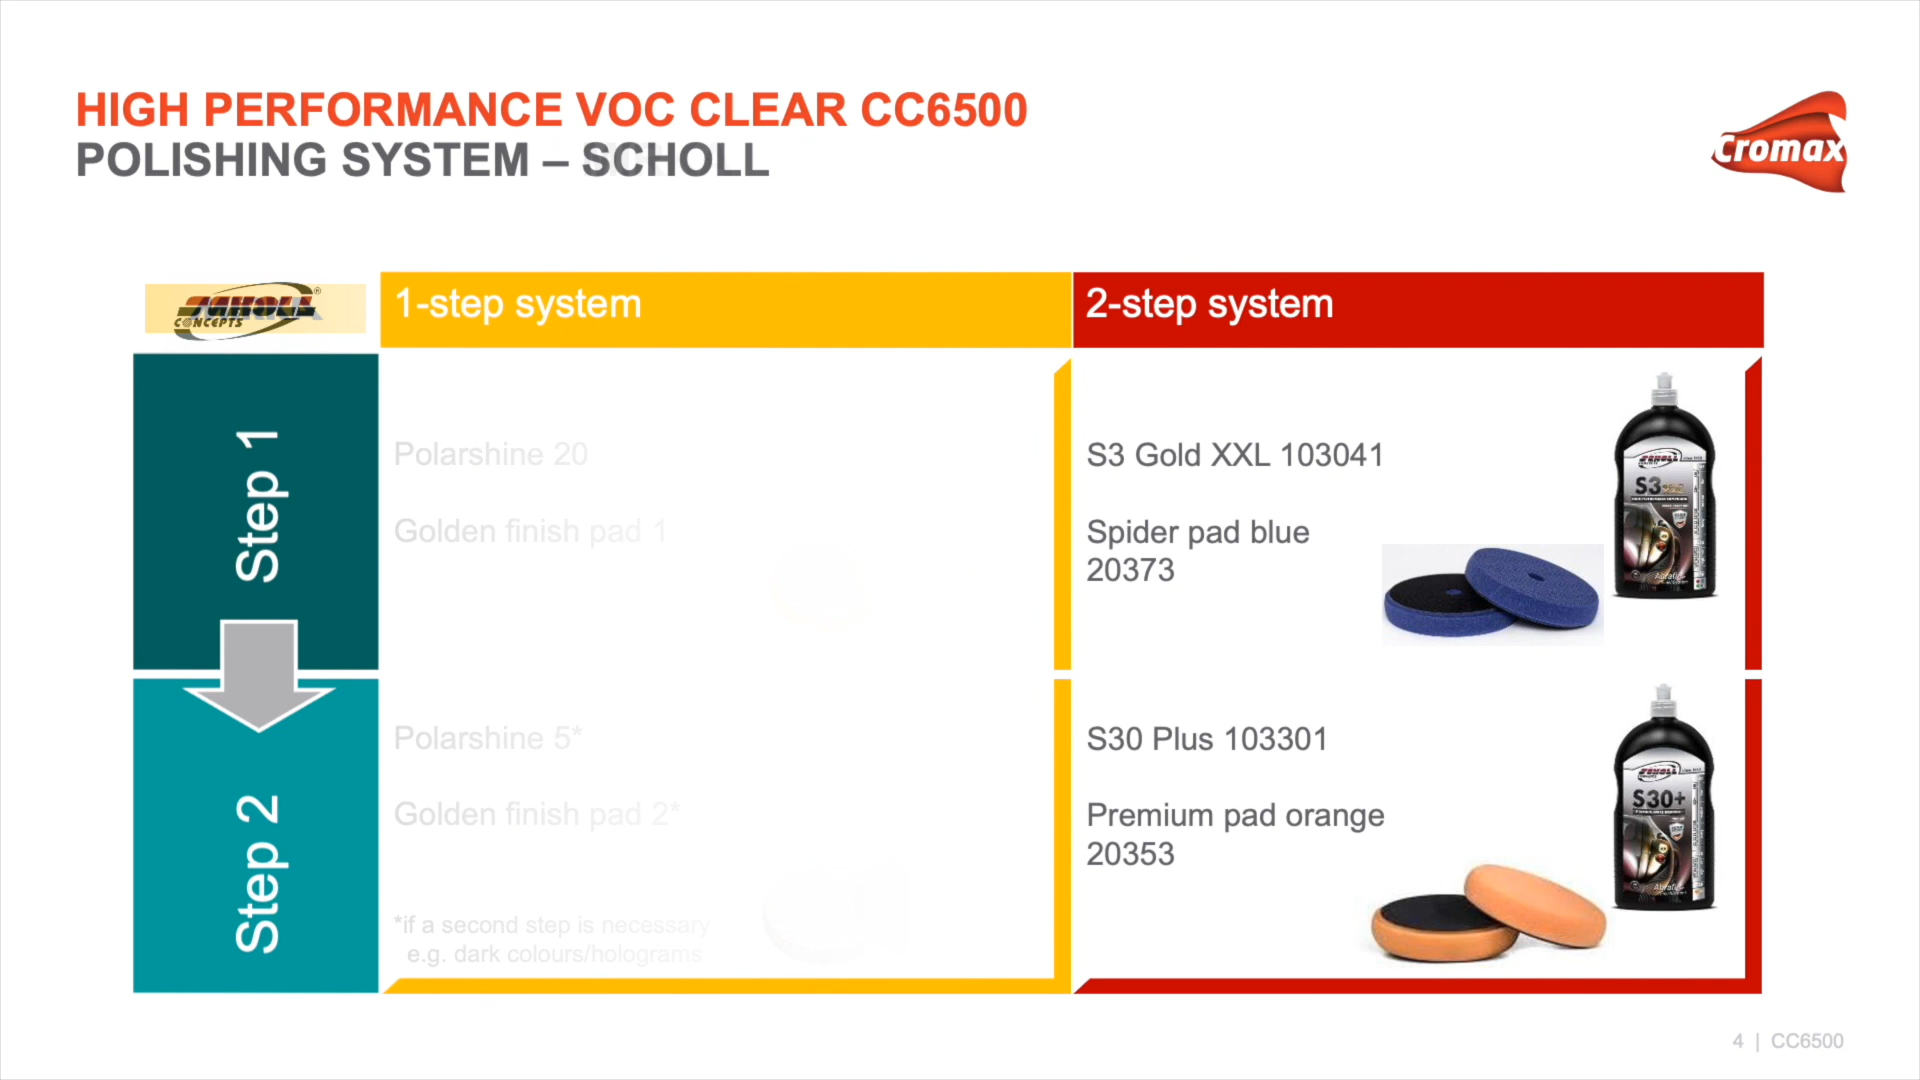 HIGH PERFORMANCE VOC CLEAR CC6500
POLISHING SYSTEM – SCHOLL
Cromax
SCHOLL
CONCEPTS
1-step system
2-step system
Step 1
Polarshine 20
Golden finish pad 1
S3 Gold XXL 103041
Spider pad blue
20373
SCHOLL
S3
Step 2
Polarshine 5*
Golden finish pad 2*
*if a second step is necessary
e.g. dark colours/holograms
S30 Plus 103301
Premium pad orange
20353
SCHOLL
S30+
4 | CC6500